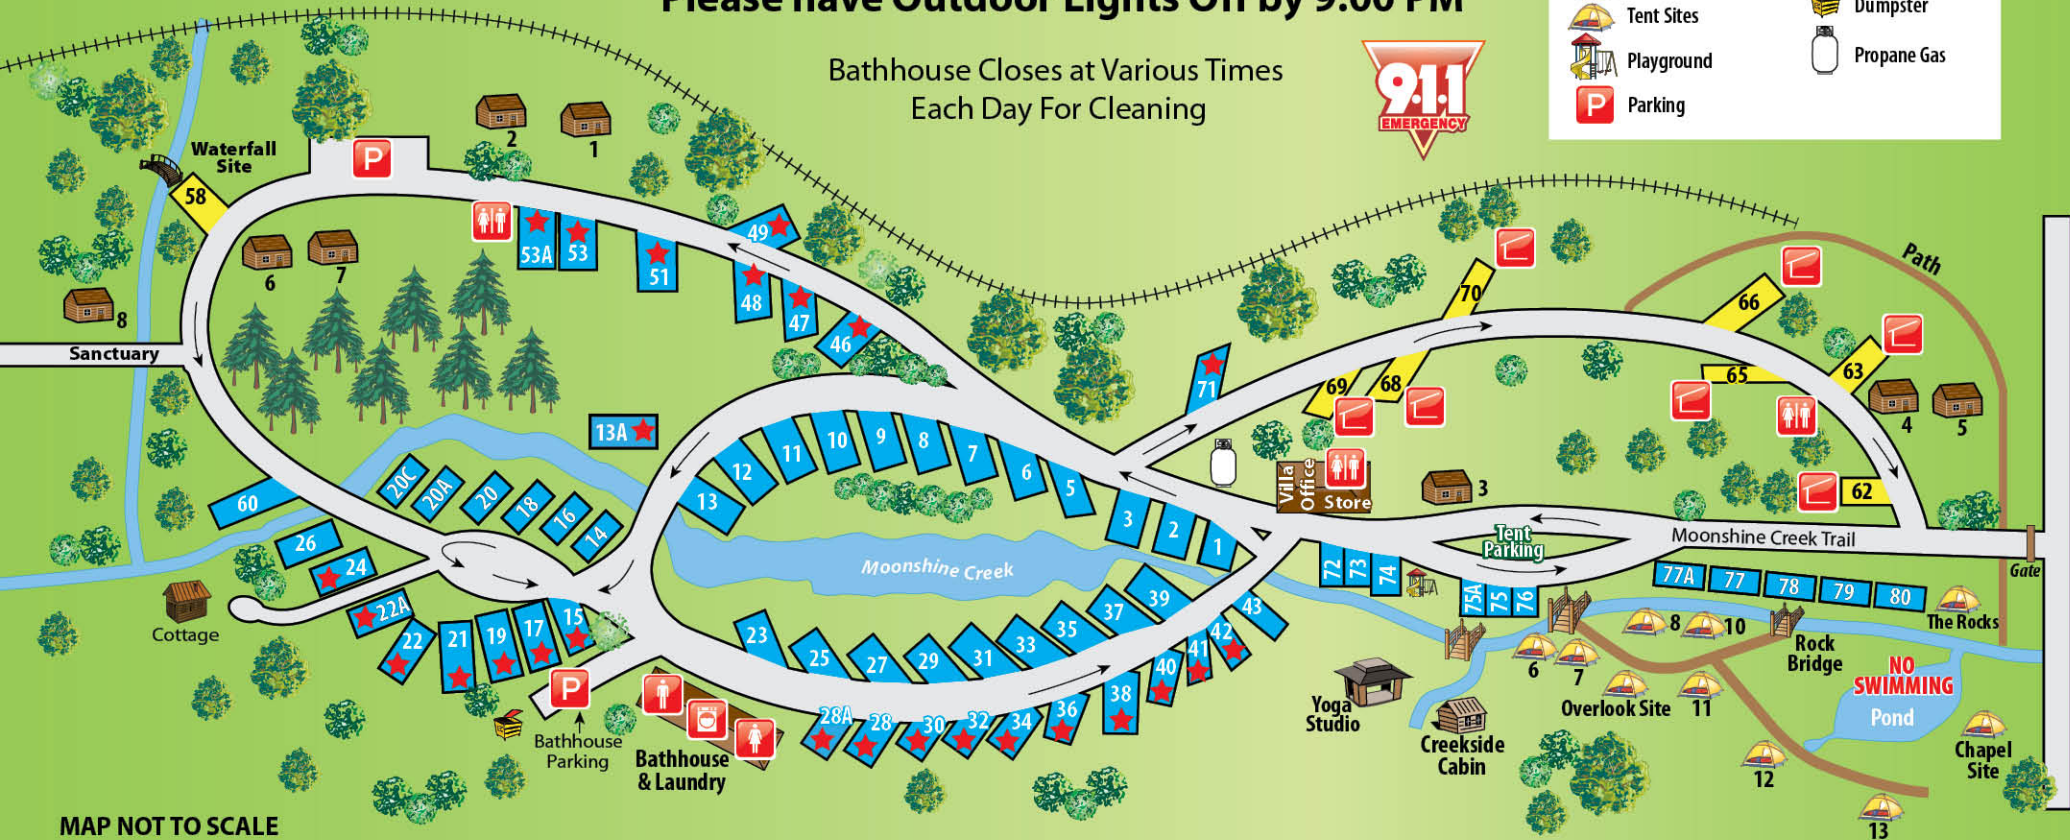 Please have Outdoor Lights Off by 9:00 PM
Bathhouse Closes at Various Times
Each Day For Cleaning
9-1-1
EMERGENCY
Tent Sites
Playground
P
Parking
Dumpster
Propane Gas
Waterfall
Site
58
P
2
1
6
7
8
Sanctuary
53A
53
51
49
48
47
46
13A
60
26
24
22A
22
21
19
17
15
20C
20A
20
18
16
14
13
12
11
10
9
8
7
6
5
3
2
1
Moonshine Creek
23
25
27
29
31
33
35
37
39
43
42
41
40
38
36
34
32
30
28
28A
Cottage
P
Bathhouse
Parking
Bathhouse
& Laundry
71
70
69
68
66
65
63
62
Path
4
5
Villa
Office
Store
3
Tent
Parking
Moonshine Creek Trail
Gate
72
73
74
75A
75
76
77A
77
78
79
80
The Rocks
8
10
Rock
Bridge
6
7
Overlook Site
11
NO
SWIMMING
Pond
Yoga
Studio
Creekside
Cabin
12
Chapel
Site
13
MAP NOT TO SCALE